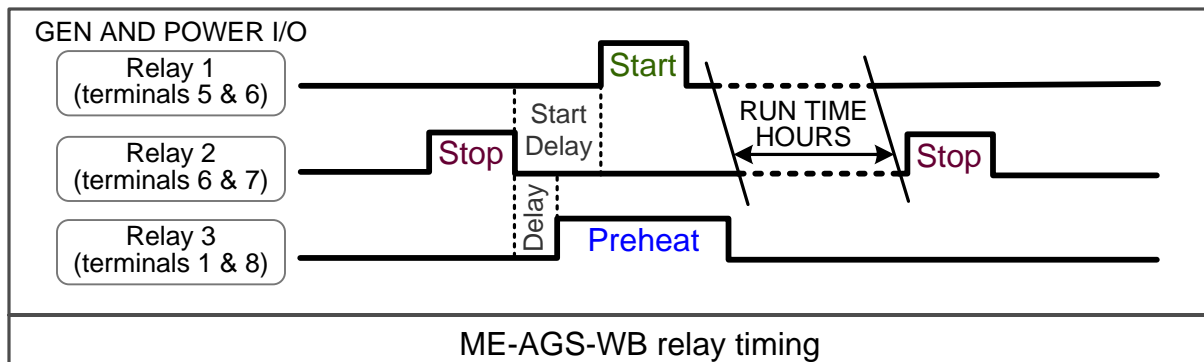 GEN AND POWER I/O
Relay 1
(terminals 5 & 6)
Start
Start
Delay
RUN TIME
HOURS
Relay 2
(terminals 6 & 7)
Stop
Stop
Delay
Relay 3
(terminals 1 & 8)
Preheat
ME-AGS-WB relay timing